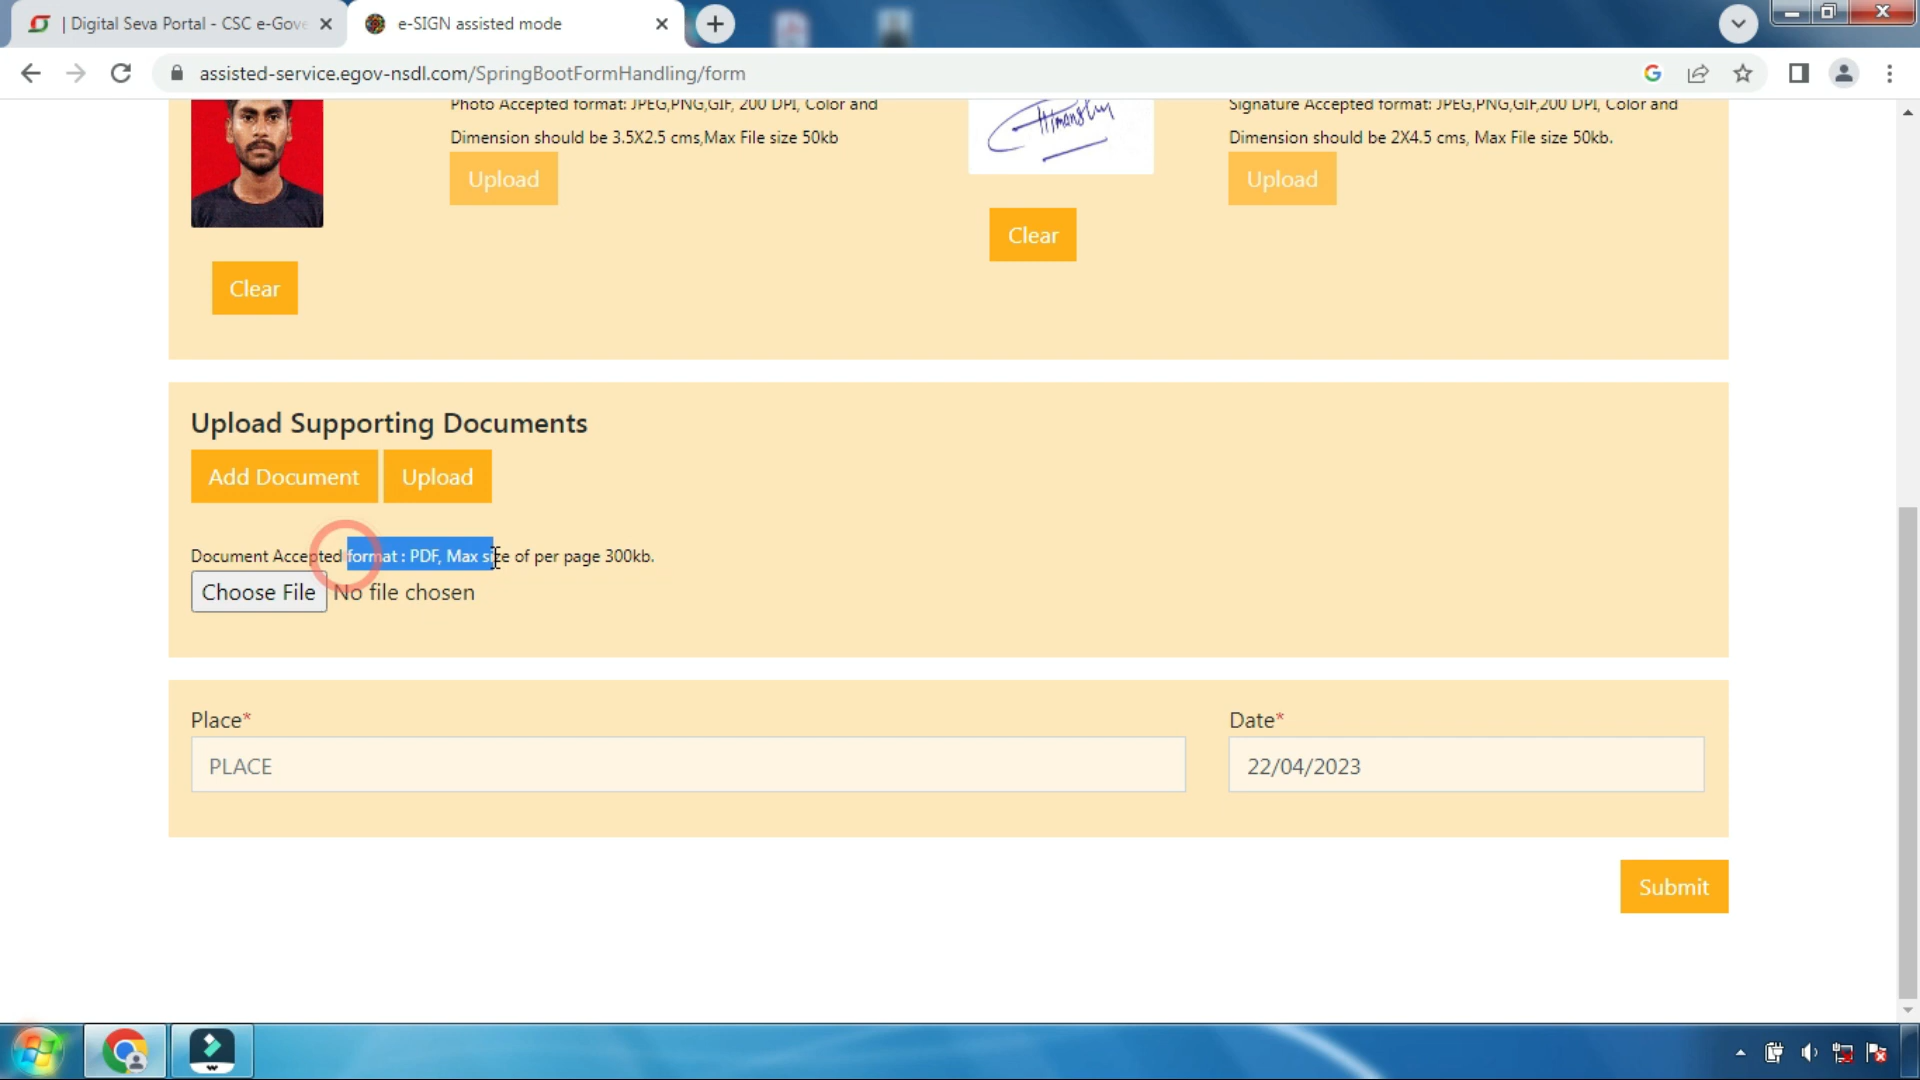 | Digital Seva Portal - CSC e-Gove
e-SIGN assisted mode
assisted-service.egov-nsdl.com/SpringBootFormHandling/form
Photo Accepted format: JPEG,PNG,GIF, 200 DPI, Color and
Dimension should be 3.5X2.5 cms,Max File size 50kb
Upload
Clear
Himanshu
Clear
Signature Accepted format: JPEG,PNG,GIF,200 DPI, Color and
Dimension should be 2X4.5 cms, Max File size 50kb.
Upload
Upload Supporting Documents
Add Document
Upload
Document Accepted format : PDF, Max size of per page 300kb.
Choose File No file chosen
Place*
PLACE
Date*
22/04/2023
Submit